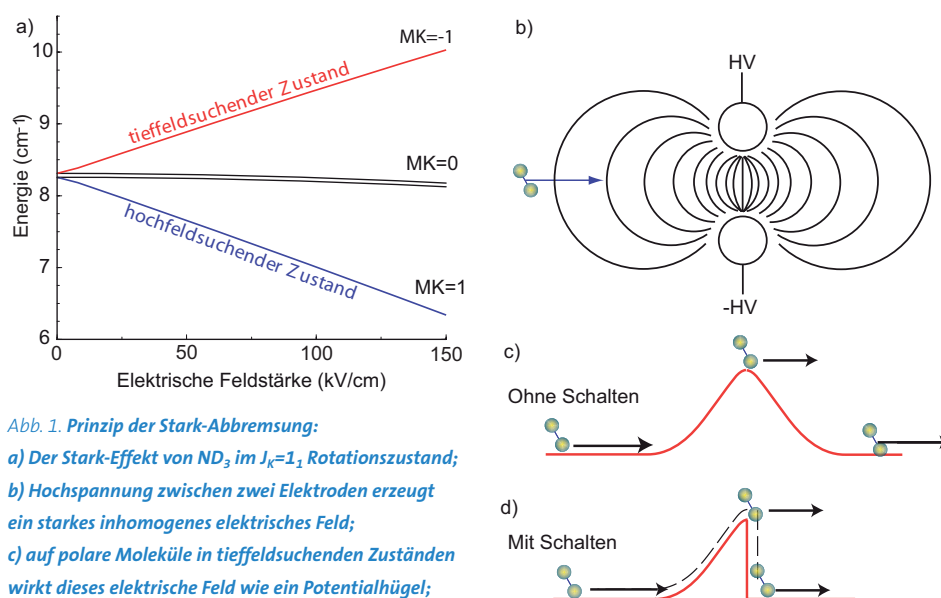 a)
10
9
8
7
6
Energie (cm-1)
MK=-1
tieffeldsuchender Zustand
MK=0
hochfeldsuchender Zustand
MK=1
0
50
100
150
Elektrische Feldstärke (kV/cm)
Abb. 1. Prinzip der Stark-Abbremsung:
a) Der Stark-Effekt von ND3 im JK=11 Rotationszustand;
b) Hochspannung zwischen zwei Elektroden erzeugt
ein starkes inhomogenes elektrisches Feld;
c) auf polare Moleküle in tieffeldsuchenden Zuständen
wirkt dieses elektrische Feld wie ein Potentialhügel;
b)
HV
-HV
c)
Ohne Schalten
d)
Mit Schalten